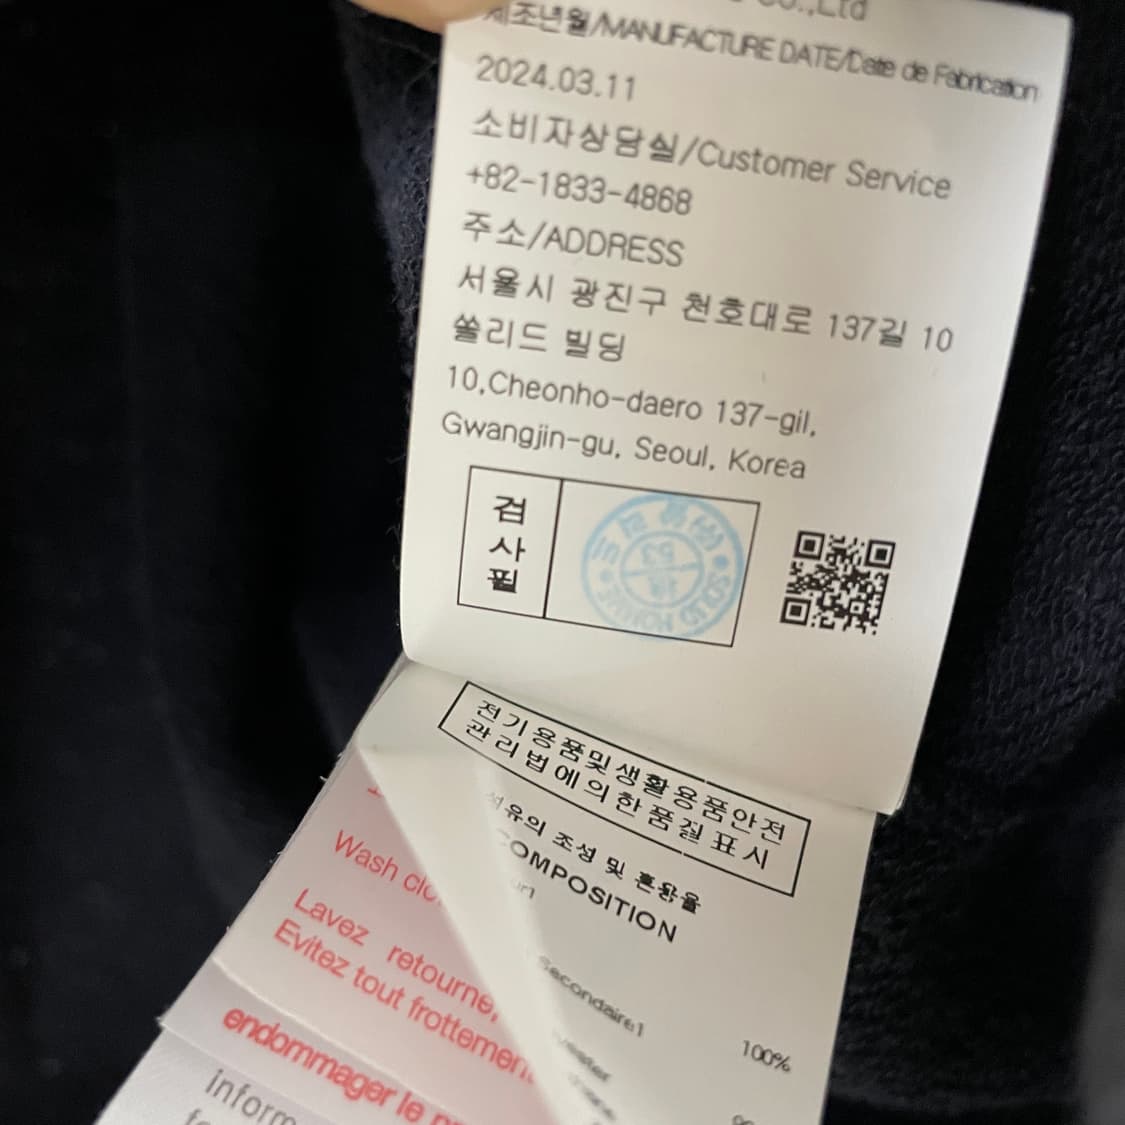 Co.,Ltd
제조년월/MANUFACTURE DATE/Date de Fabrication
2024.03.11
소비자상담실/Customer Service
+82-1833-4868
주소/ADDRESS
서울시 광진구 천호대로 137길 10
쏠리드 빌딩
10,Cheonho-daero 137-gil,
Gwangjin-gu, Seoul, Korea
검
사
필
전기용품및생활용품안전
관리법에의한품질표시
섬유의 조성 및 혼용율
COMPOSITION
Secondaire1
100%
Wash
Lavez retourne,
Evitez tout frottement
endommager le